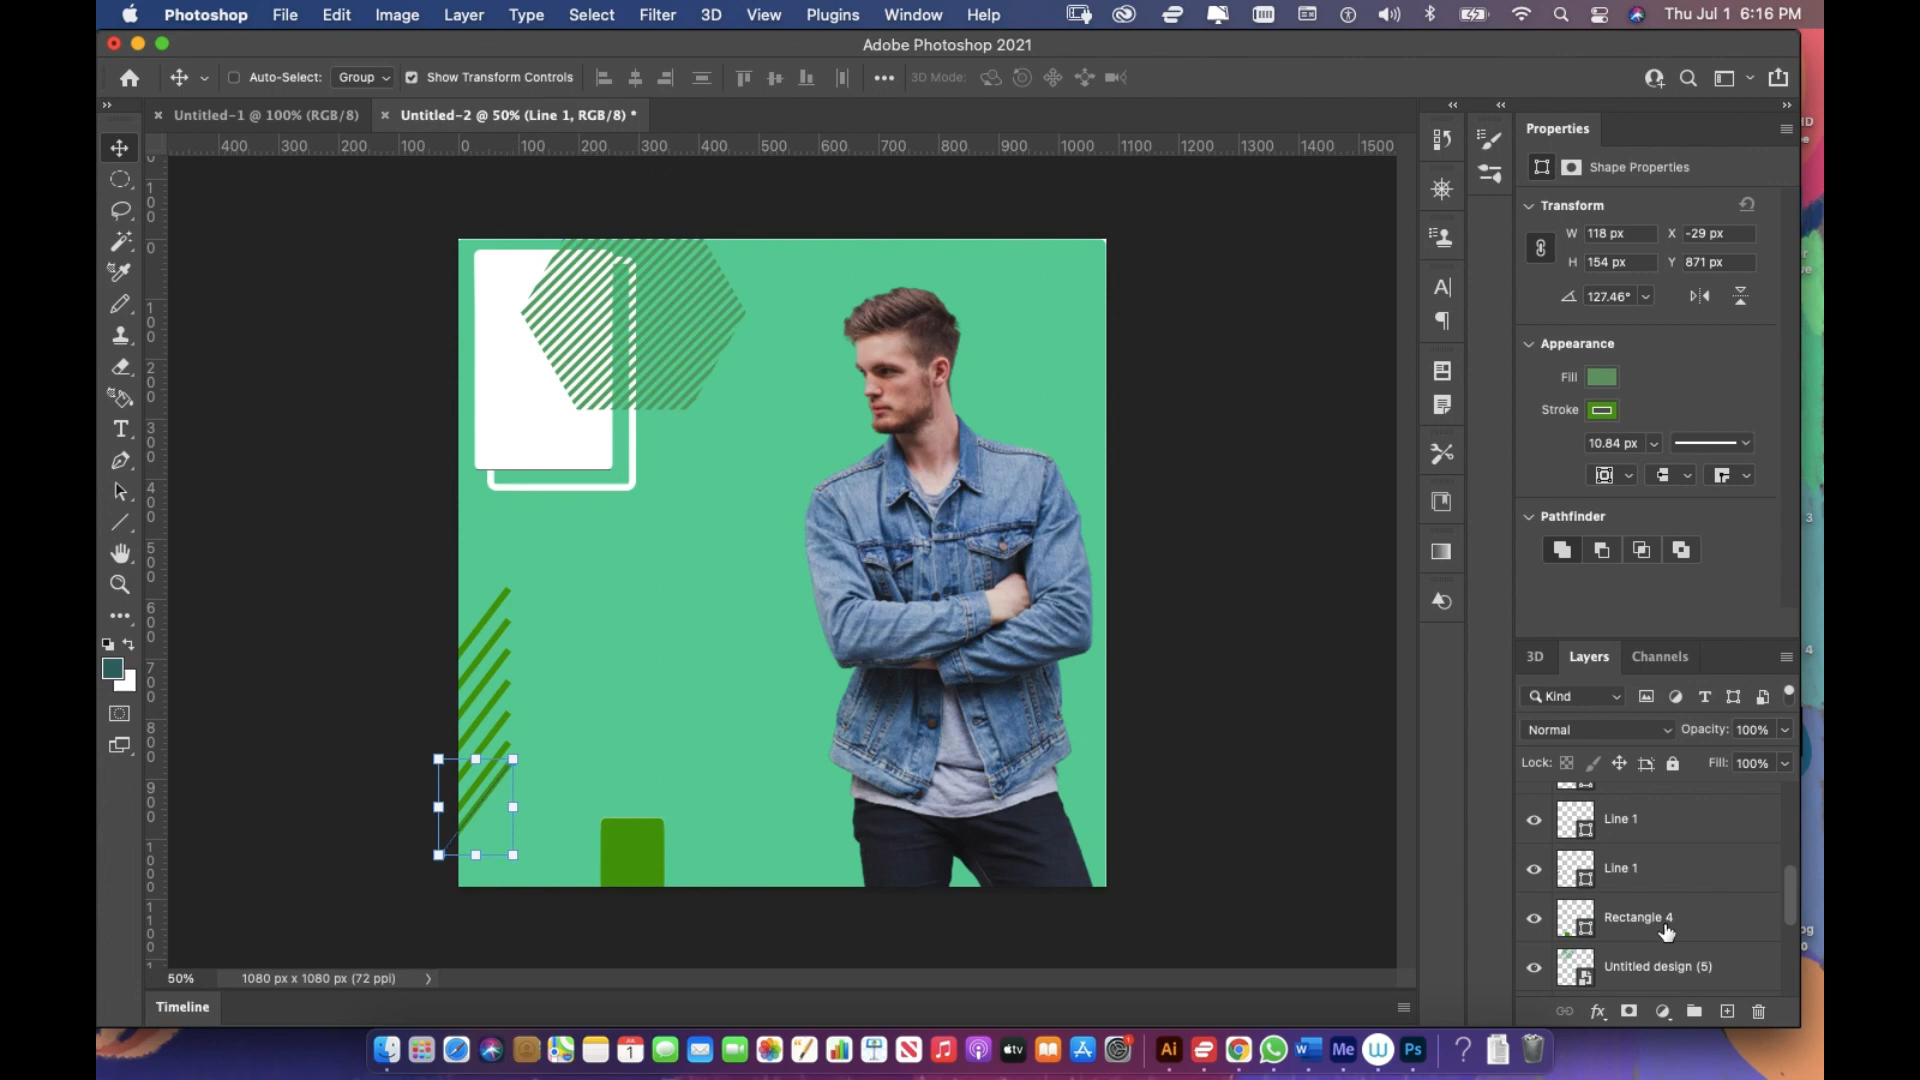 Photoshop File Edit Image Layer Type Select Filter 3D View Plugins Window Help Thu Jul 1 6:16 PM
Adobe Photoshop 2021
Auto-Select: Group Show Transform Controls 3D Mode:
Untitled-1 @ 100% (RGB/8) Untitled-2 @ 50% (Line 1, RGB/8) *
400 300 200 100 0 100 200 300 400 500 600 700 800 900 1000 1100 1200 1300 1400 1500
Properties
Shape Properties
Transform
W 118 px X -29 px
H 154 px Y 871 px
127.46°
Appearance
Fill
Stroke
10.84 px
Pathfinder
3D Layers Channels
Kind
Normal Opacity: 100%
Lock: Fill: 100%
Line 1
Line 1
Rectangle 4
Untitled design (5)
50% 1080 px x 1080 px (72 ppi)
Timeline
tv Ai W Me W Ps ?